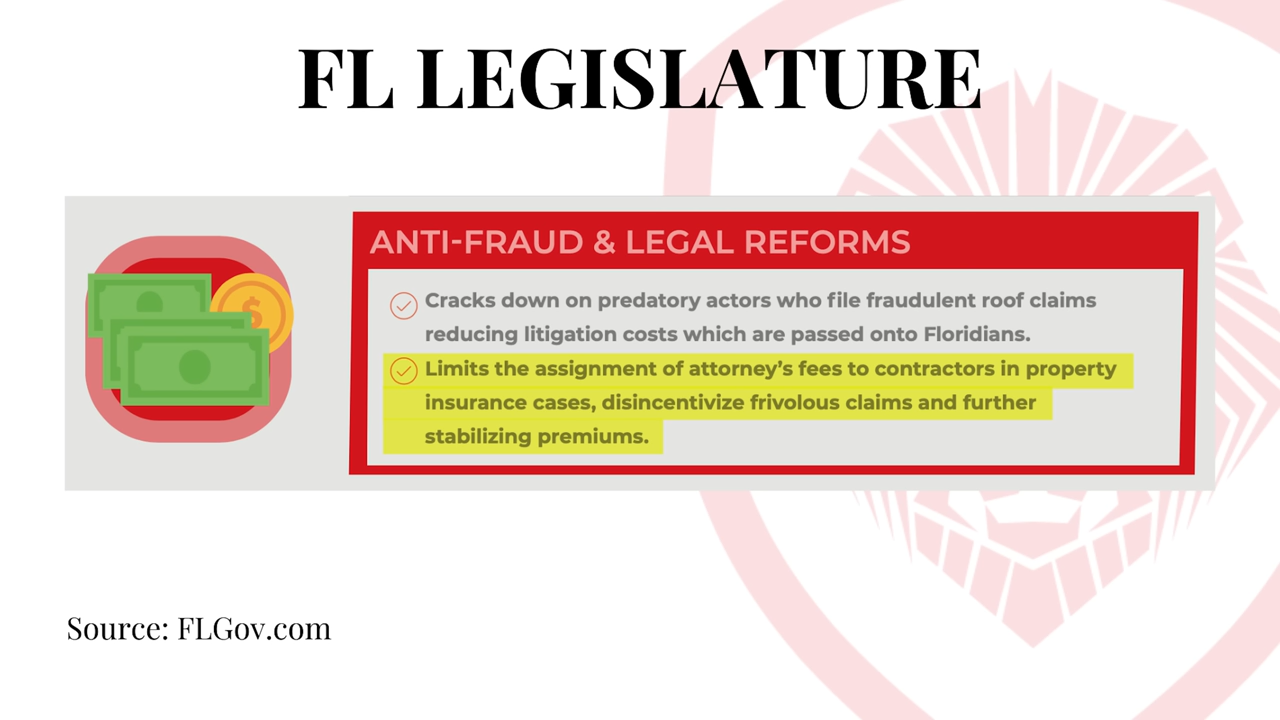 FL LEGISLATURE
ANTI-FRAUD & LEGAL REFORMS
Cracks down on predatory actors who file fraudulent roof claims
reducing litigation costs which are passed onto Floridians.
Limits the assignment of attorney’s fees to contractors in property
insurance cases, disincentivize frivolous claims and further
stabilizing premiums.
$
Source: FLGov.com